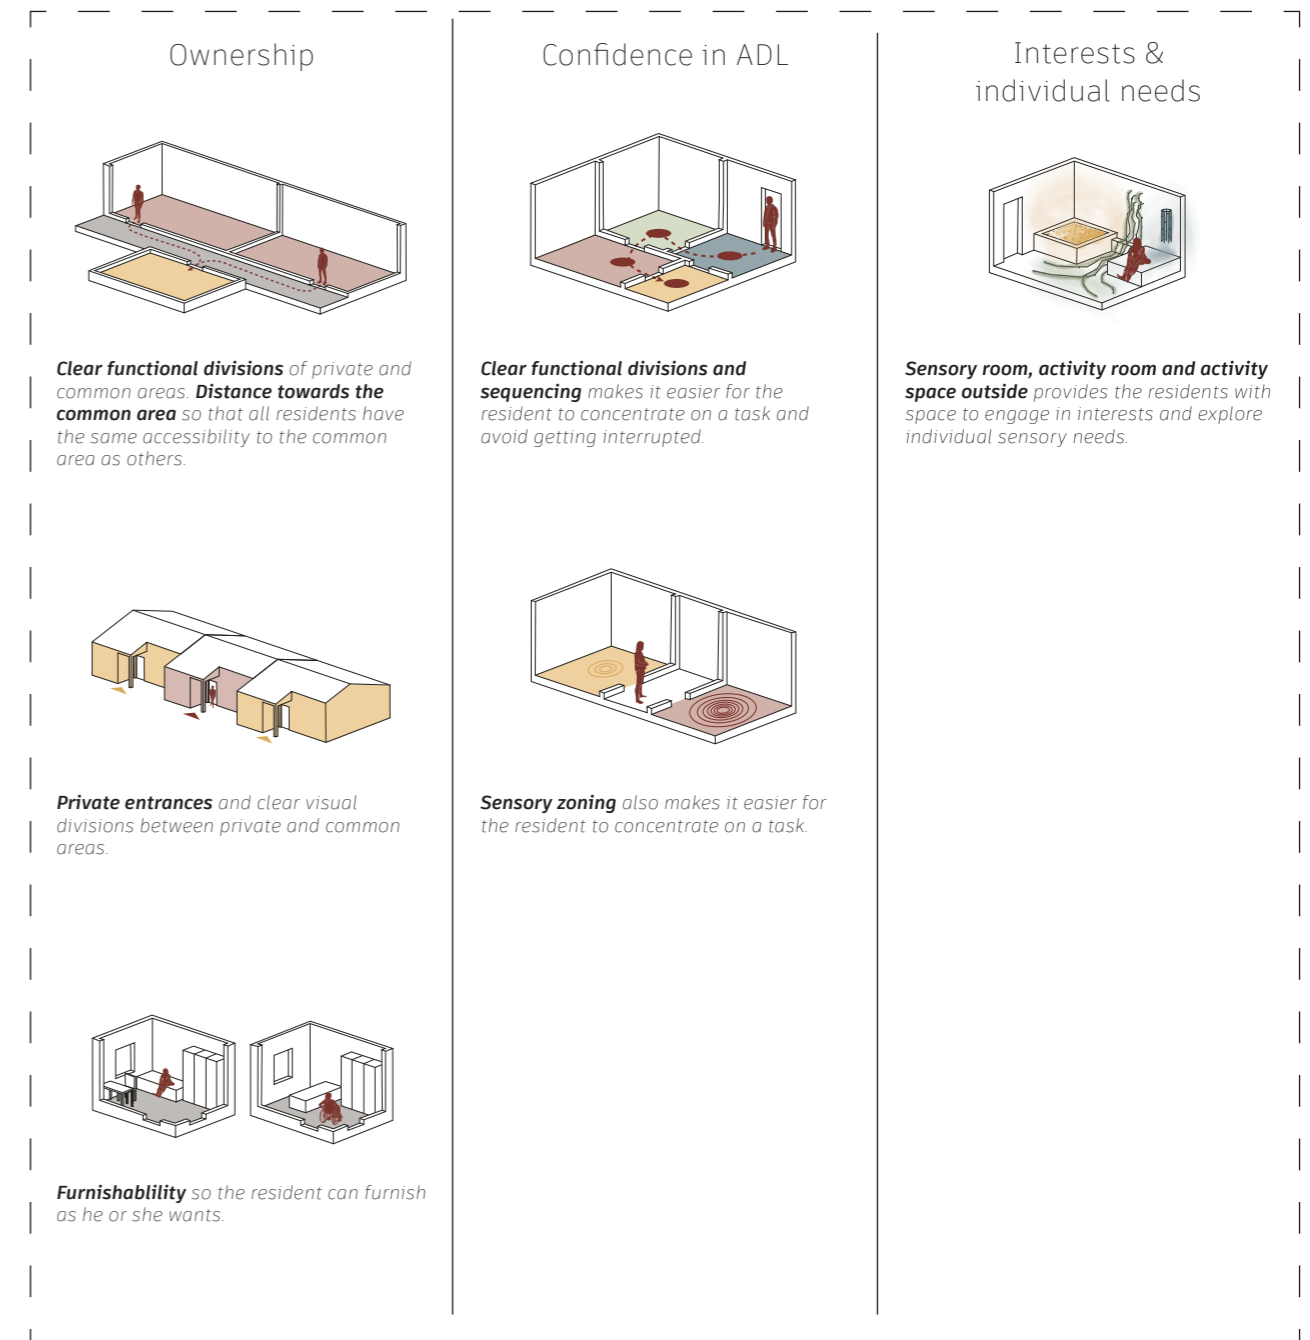 Ownership
Clear functional divisions of private and
common areas. Distance towards the
common area so that all residents have
the same accessibility to the common
area as others.
Private entrances and clear visual
divisions between private and common
areas.
Furnishablility so the resident can furnish
as he or she wants.
Confidence in ADL
Clear functional divisions and
sequencing makes it easier for the
resident to concentrate on a task and
avoid getting interrupted.
Sensory zoning also makes it easier for
the resident to concentrate on a task.
Interests &
individual needs
Sensory room, activity room and activity
space outside provides the residents with
space to engage in interests and explore
individual sensory needs.